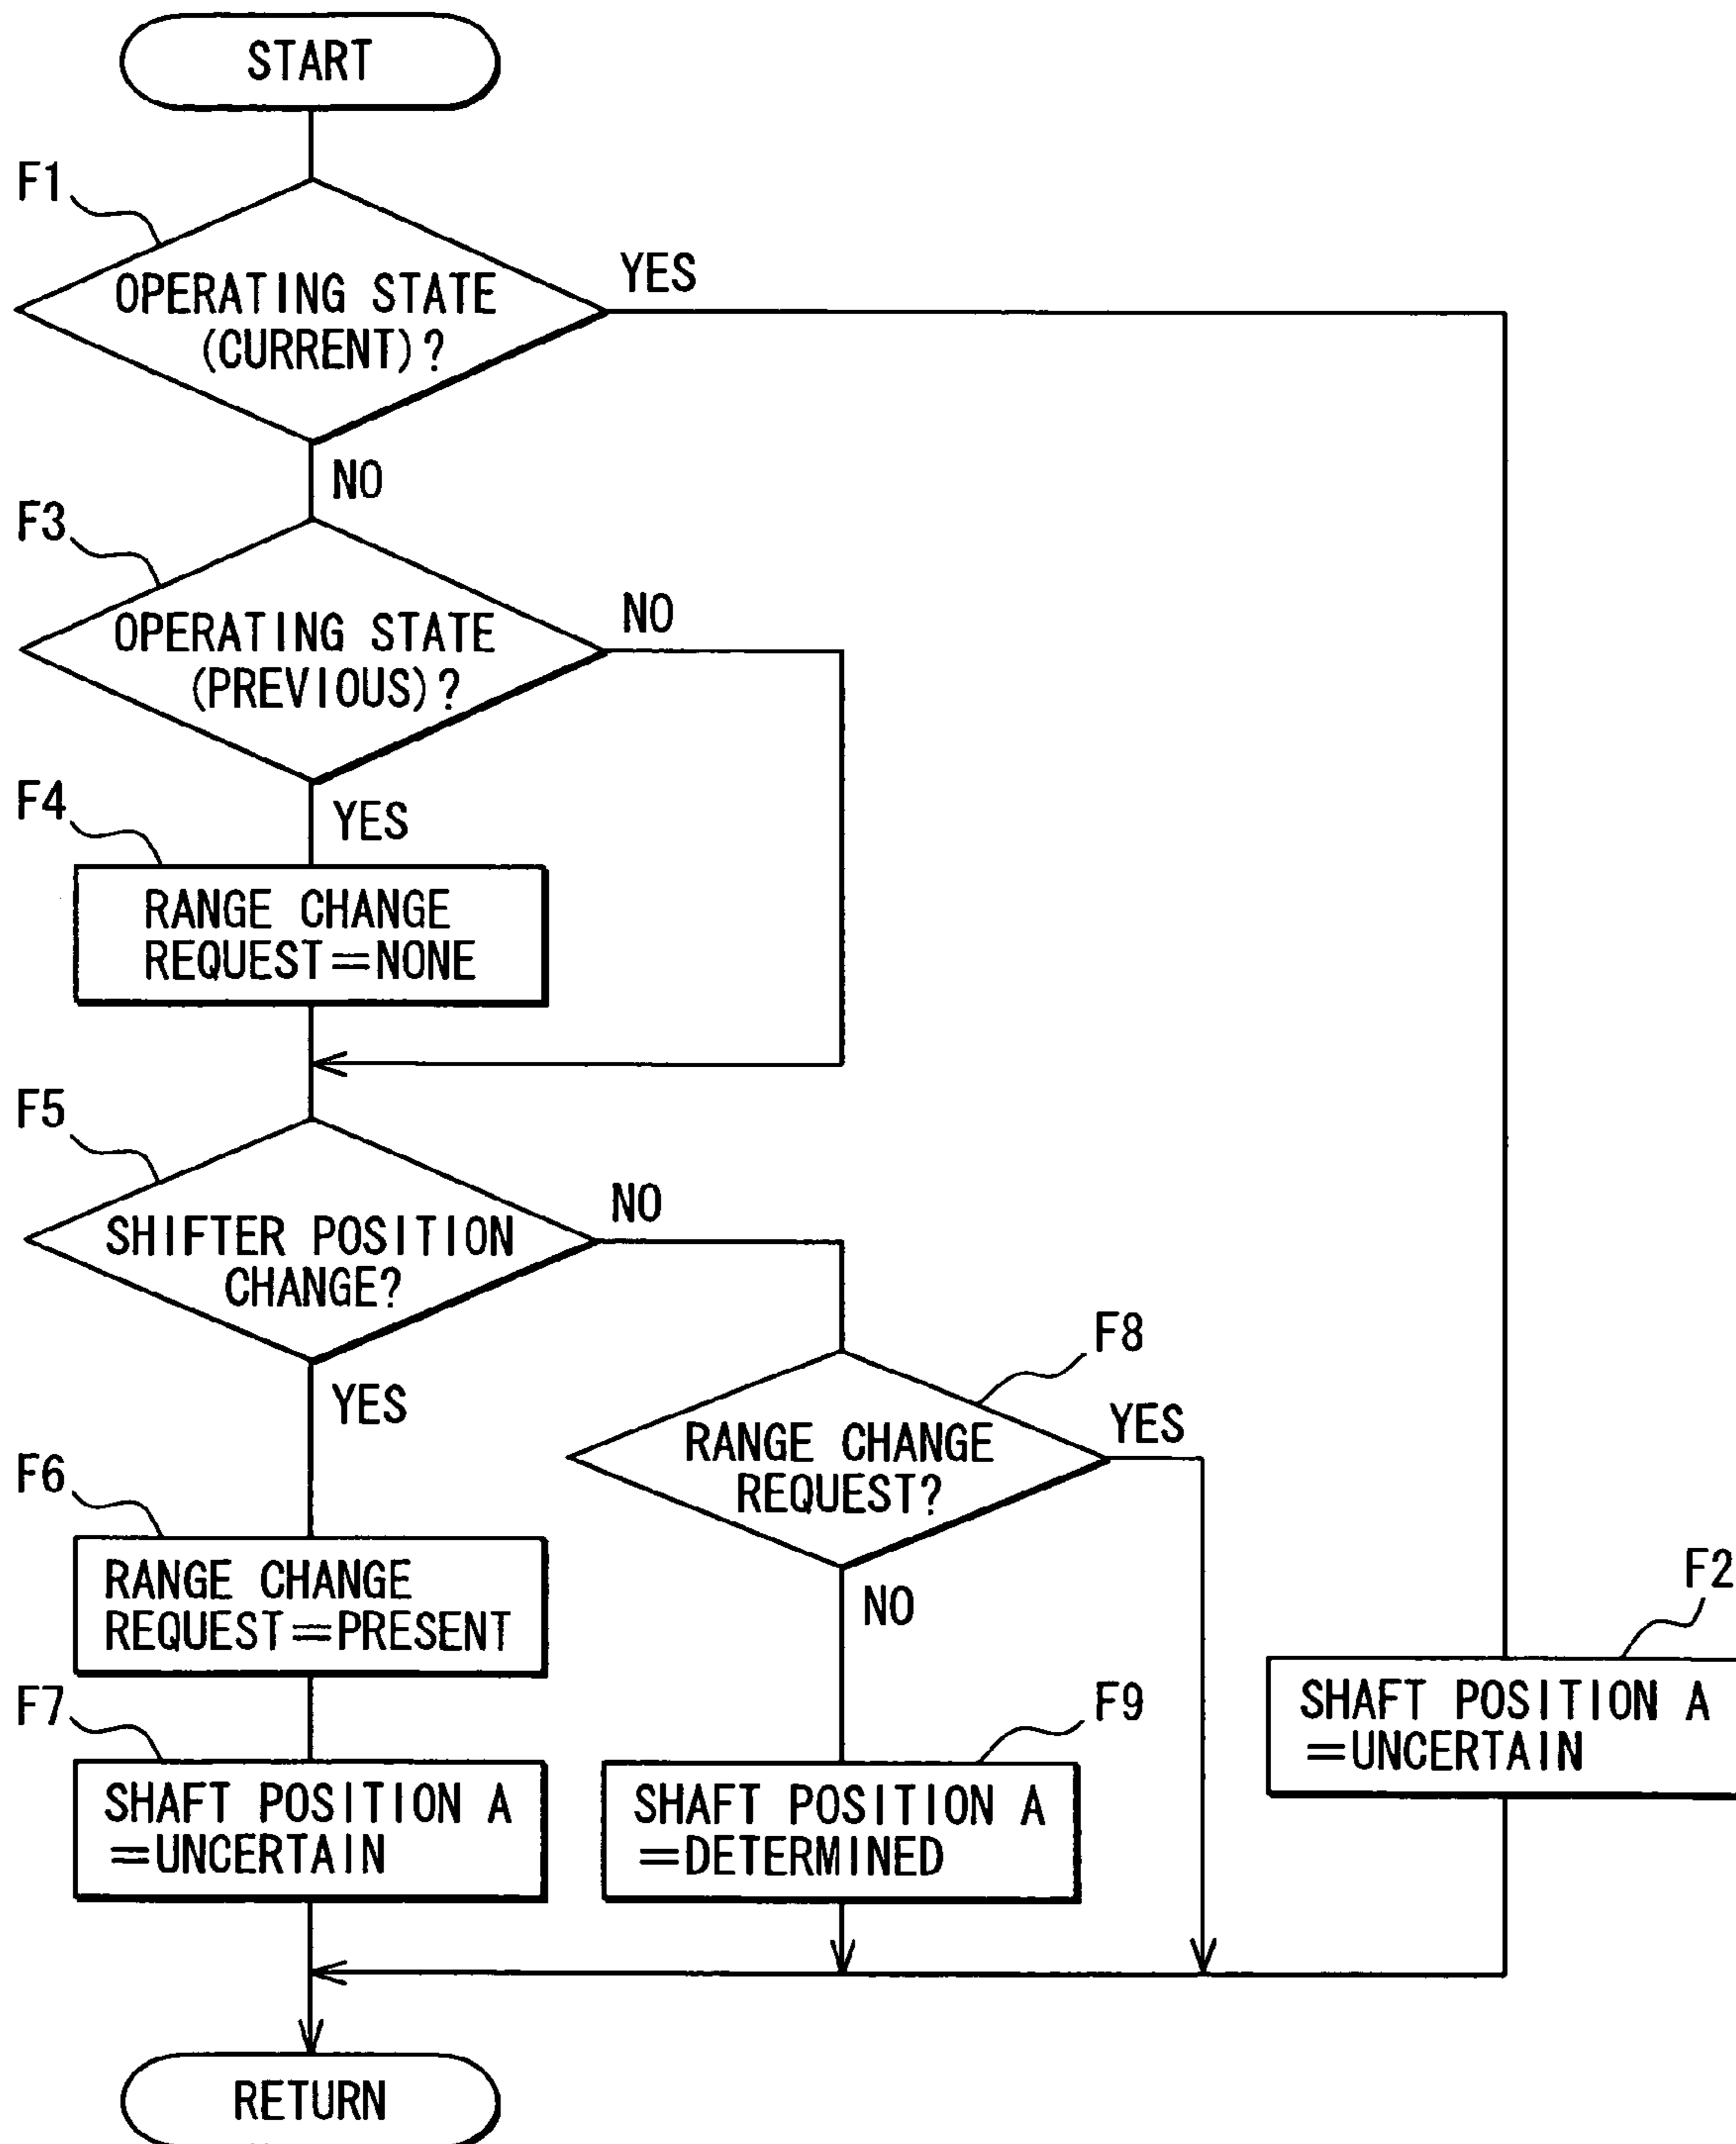 START
F1
OPERATING STATE
(CURRENT)?
YES
NO
F3
OPERATING STATE
(PREVIOUS)?
NO
YES
F4
RANGE CHANGE
REQUEST=NONE
F5
SHIFTER POSITION
CHANGE?
NO
YES
F8
RANGE CHANGE
REQUEST?
YES
NO
F6
RANGE CHANGE
REQUEST=PRESENT
F7
SHAFT POSITION A
=UNCERTAIN
F9
SHAFT POSITION A
=DETERMINED
F2
SHAFT POSITION A
=UNCERTAIN
RETURN